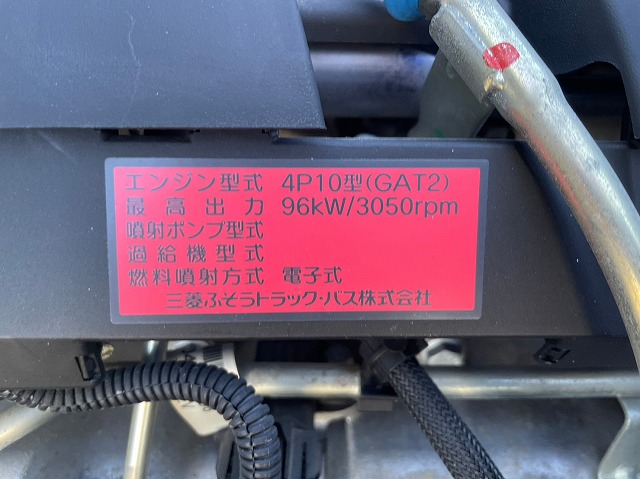 エンジン型式 4P10型(GAT2)
最高出力 96kW/3050rpm
噴射ポンプ型式
過給機型式
燃料噴射方式 電子式
三菱ふそうトラック・バス株式会社